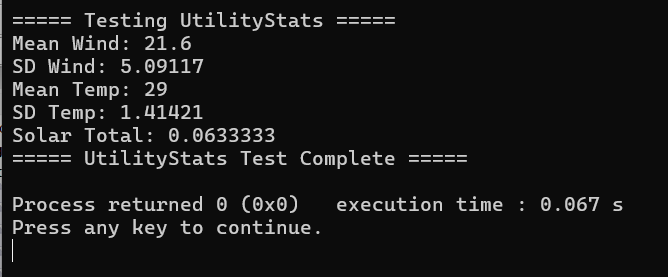 ===== Testing UtilityStats =====
Mean Wind: 21.6
SD Wind: 5.09117
Mean Temp: 29
SD Temp: 1.41421
Solar Total: 0.0633333
===== UtilityStats Test Complete =====
Process returned 0 (0x0)   execution time : 0.067 s
Press any key to continue.